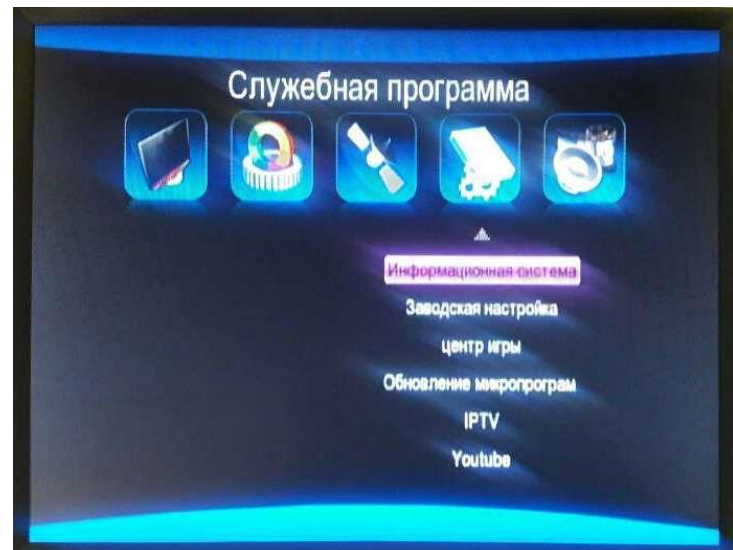 Служебная программа
Информационная система
Заводская настройка
центр игры
Обновление микропрограм
IPTV
Youtube